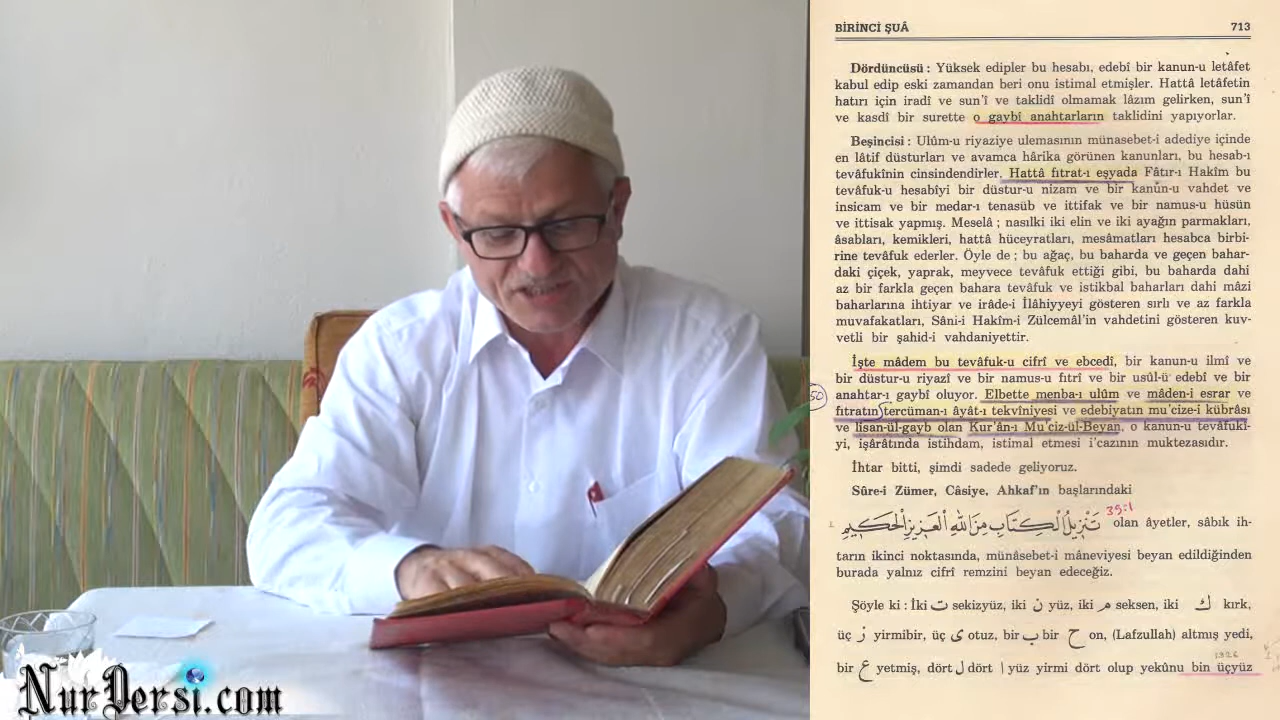 BİRİNCİ ŞUÂ 713
Dördüncüsü : Yüksek edipler bu hesabı, edebî bir kanun-u letâfet
kabul edip eski zamandan beri onu istimal etmişler. Hattâ letâfetin
hatırı için iradî ve sun'î ve taklidî olmamak lâzım gelirken, sun'î
ve kasdî bir surette o gaybî anahtarların taklidini yapıyorlar.
Beşincisi : Ulûm-u riyaziye ulemasının münasebet-i adediye içinde
en lâtif düsturları ve avamca hârika görünen kanunları, bu hesab-ı
tevâfukînin cinsindendirler. Hattâ fıtrat-ı eşyada Fâtır-ı Hakîm bu
tevâfuk-u hesabîyi bir düstur-u nizam ve bir kanûn-u vahdet ve
insicam ve bir medar-ı tenasüb ve ittifak ve bir namus-u hüsün
ve ittisak yapmış. Meselâ ; nasılki iki elin ve iki ayağın parmakları,
âsabları, kemikleri, hattâ hüceyratları, mesâmatları hesabca birbi-
rine tevâfuk ederler. Öyle de ; bu ağaç, bu baharda ve geçen bahar-
daki çiçek, yaprak, meyvece tevâfuk ettiği gibi, bu baharda dahi
az bir farkla geçen bahara tevâfuk ve istikbal baharları dahi mâzi
baharlarına ihtiyar ve irâde-i İlâhiyyeyi gösteren sırlı ve az farkla
muvafakatları, Sâni-i Hakîm-i Zülcemâl'in vahdetini gösteren kuv-
vetli bir şahid-i vahdaniyettir.
İşte mâdem bu tevâfuk-u cifrî ve ebcedî, bir kanun-u ilmî ve
bir düstur-u riyazî ve bir namus-u fıtrî ve bir usûl-ü edebî ve bir
50 anahtar-ı gaybî oluyor. Elbette menba-ı ulûm ve mâden-i esrar ve
fıtratın tercüman-ı âyât-ı tekvîniyesi ve edebiyatın mu'cize-i kübrâsı
ve lisan-ül-gayb olan Kur'ân-ı Mu'ciz-ül-Beyan, o kanun-u tevâfukî-
yi, işârâtında istihdam, istimal etmesi i'cazının muktezasıdır.
İhtar bitti, şimdi sadede geliyoruz.
Sûre-i Zümer, Câsiye, Ahkaf'ın başlarındaki
39:1
تَنْزِيلُ الْكِتَابِ مِنَ اللّٰهِ الْعَزِيزِ الْحَكِيمِ olan âyetler, sâbık ih-
tarın ikinci noktasında, münâsebet-i mâneviyesi beyan edildiğinden
burada yalnız cifrî remzini beyan edeceğiz.
Şöyle ki : İki ت sekizyüz, iki ن yüz, iki م seksen, iki ك kırk,
üç ز yirmibir, üç ى otuz, bir ب bir ح on, (Lafzullah) altmış yedi,
1326
bir ع yetmiş, dört ل dört ا yüz yirmi dört olup yekûnu bin üçyüz
NurDersi.com